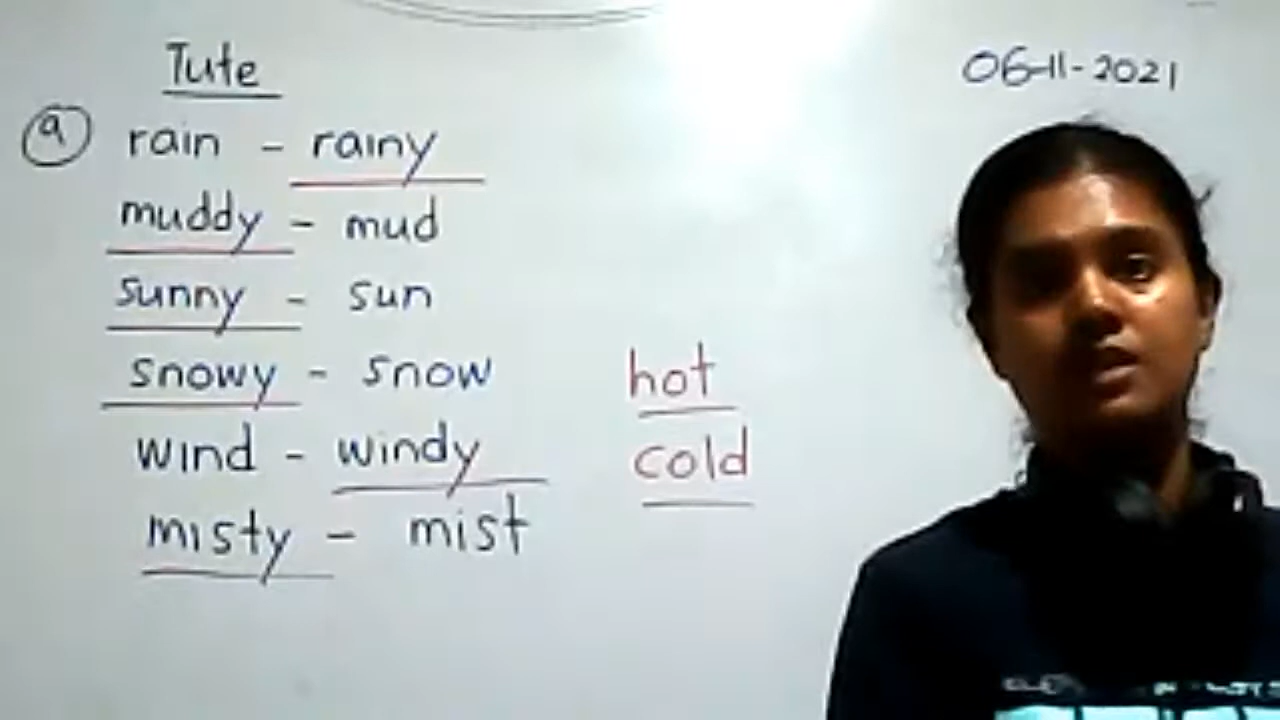 Tute
06-11-2021
a rain - rainy
muddy - mud
sunny - sun
snowy - snow
hot
wind - windy
cold
misty - mist